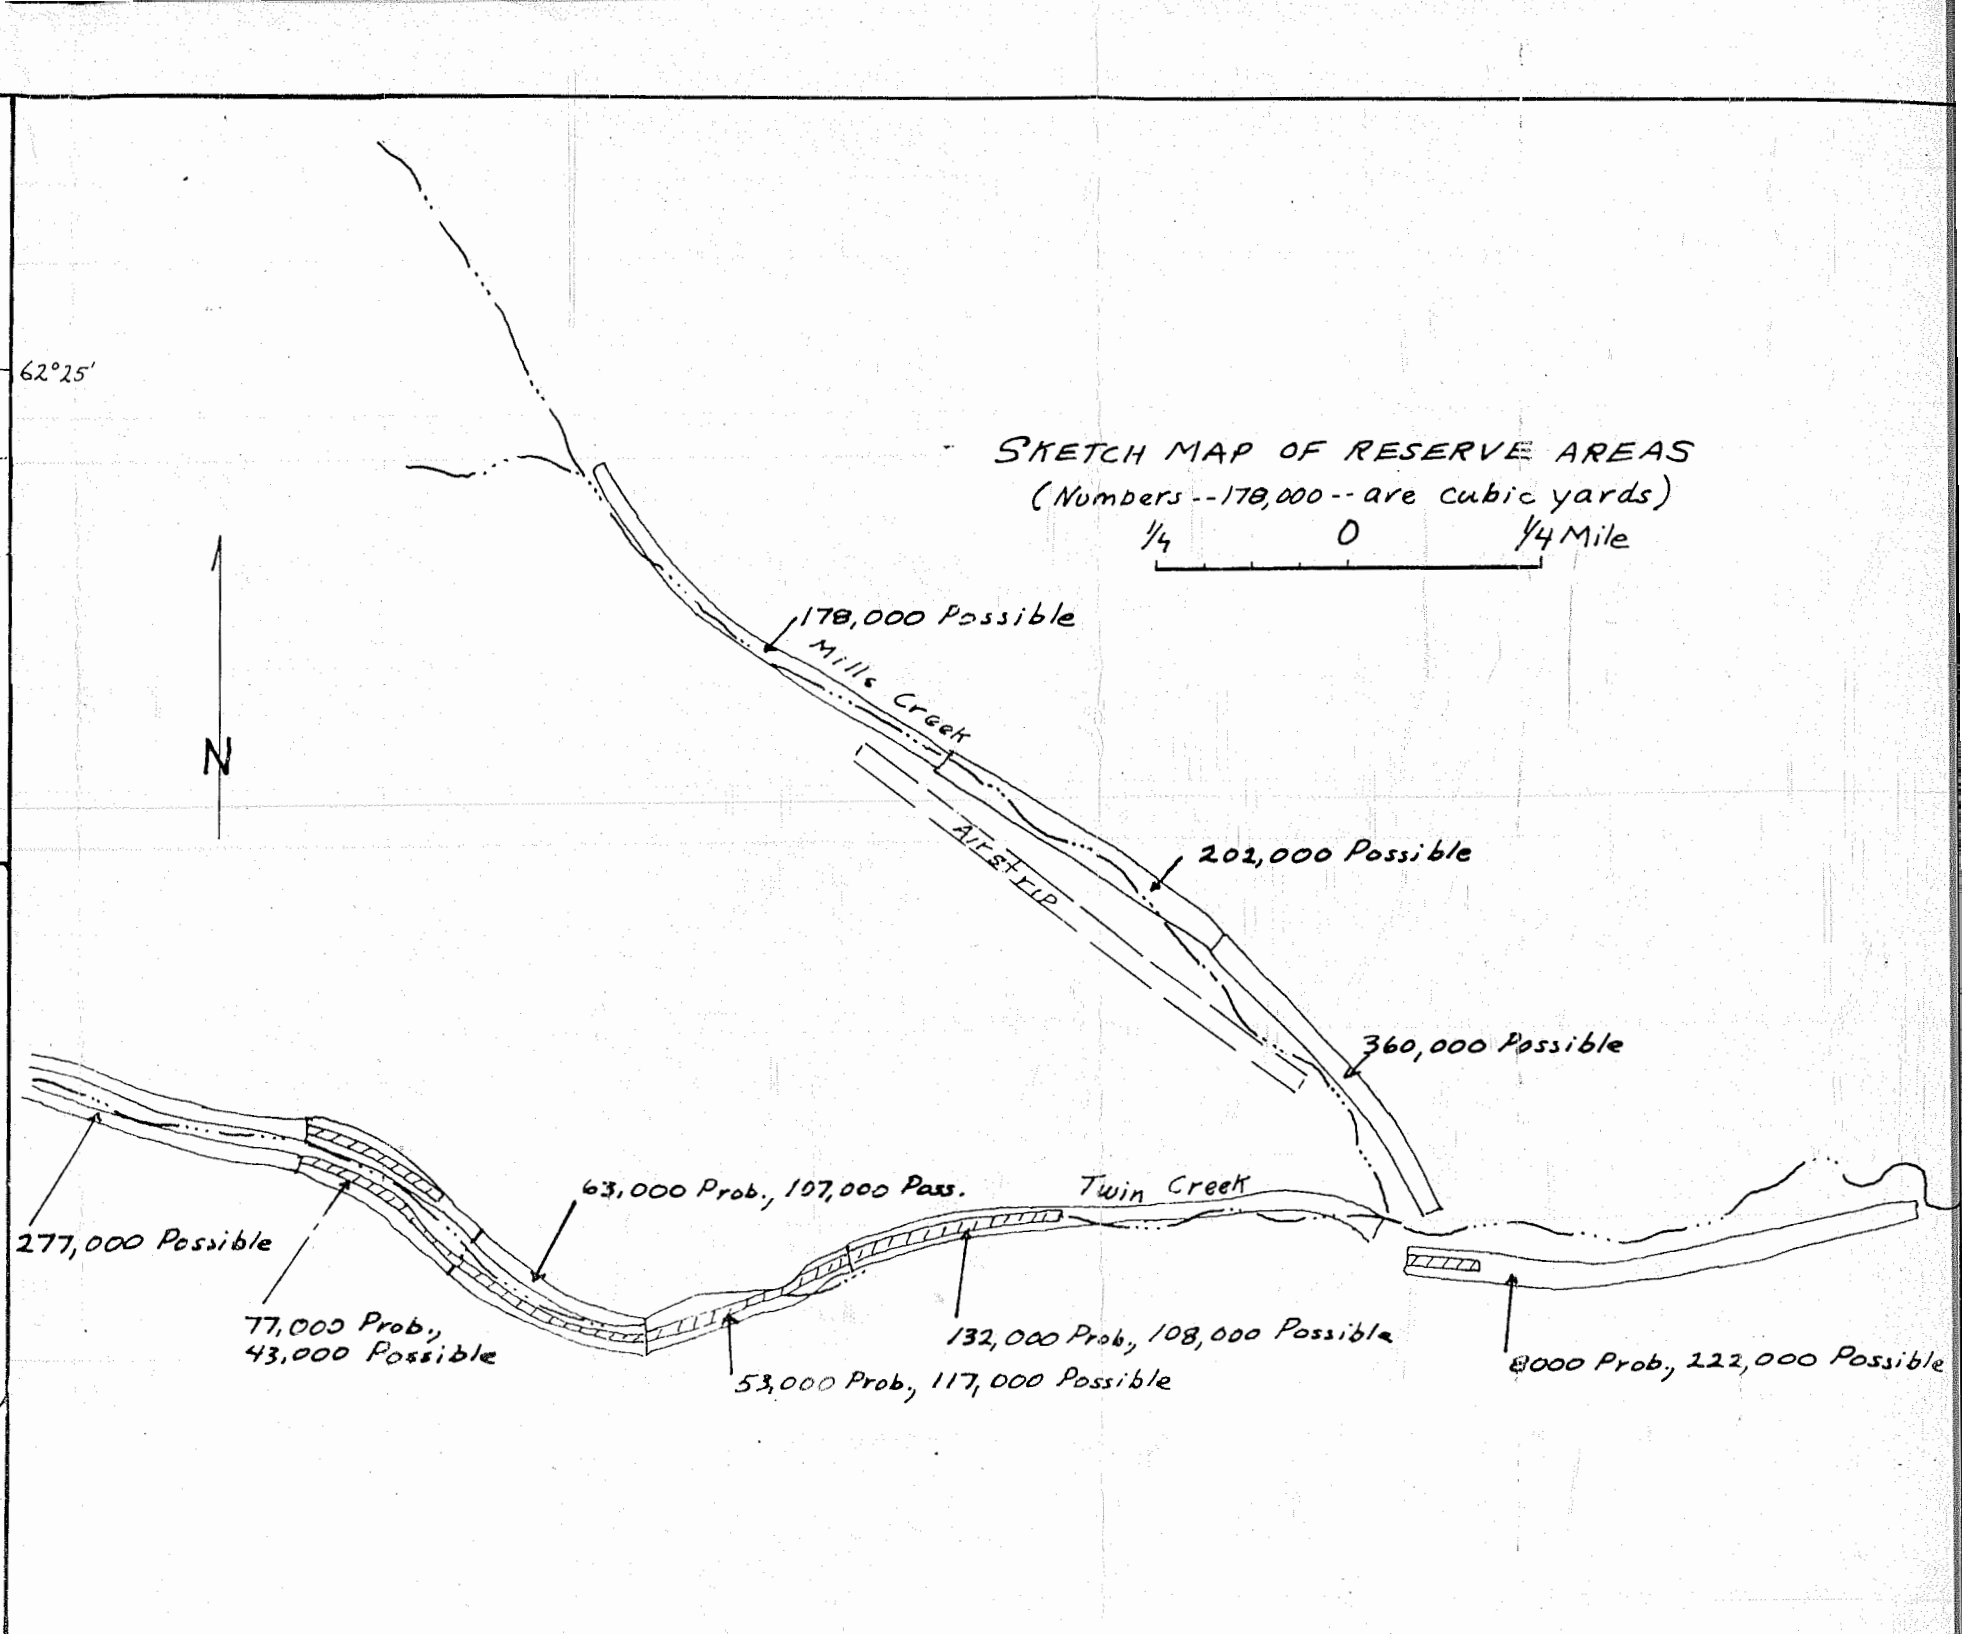 62°25'
SKETCH MAP OF RESERVE AREAS
(Numbers--178,000--are cubic yards)
1/4 0 1/4 Mile
178,000 Possible
Mills Creek
N
Airstrip
202,000 Possible
360,000 Possible
63,000 Prob., 107,000 Poss.
Twin Creek
277,000 Possible
77,000 Prob.,
43,000 Possible
132,000 Prob., 108,000 Possible
53,000 Prob., 117,000 Possible
8000 Prob., 222,000 Possible